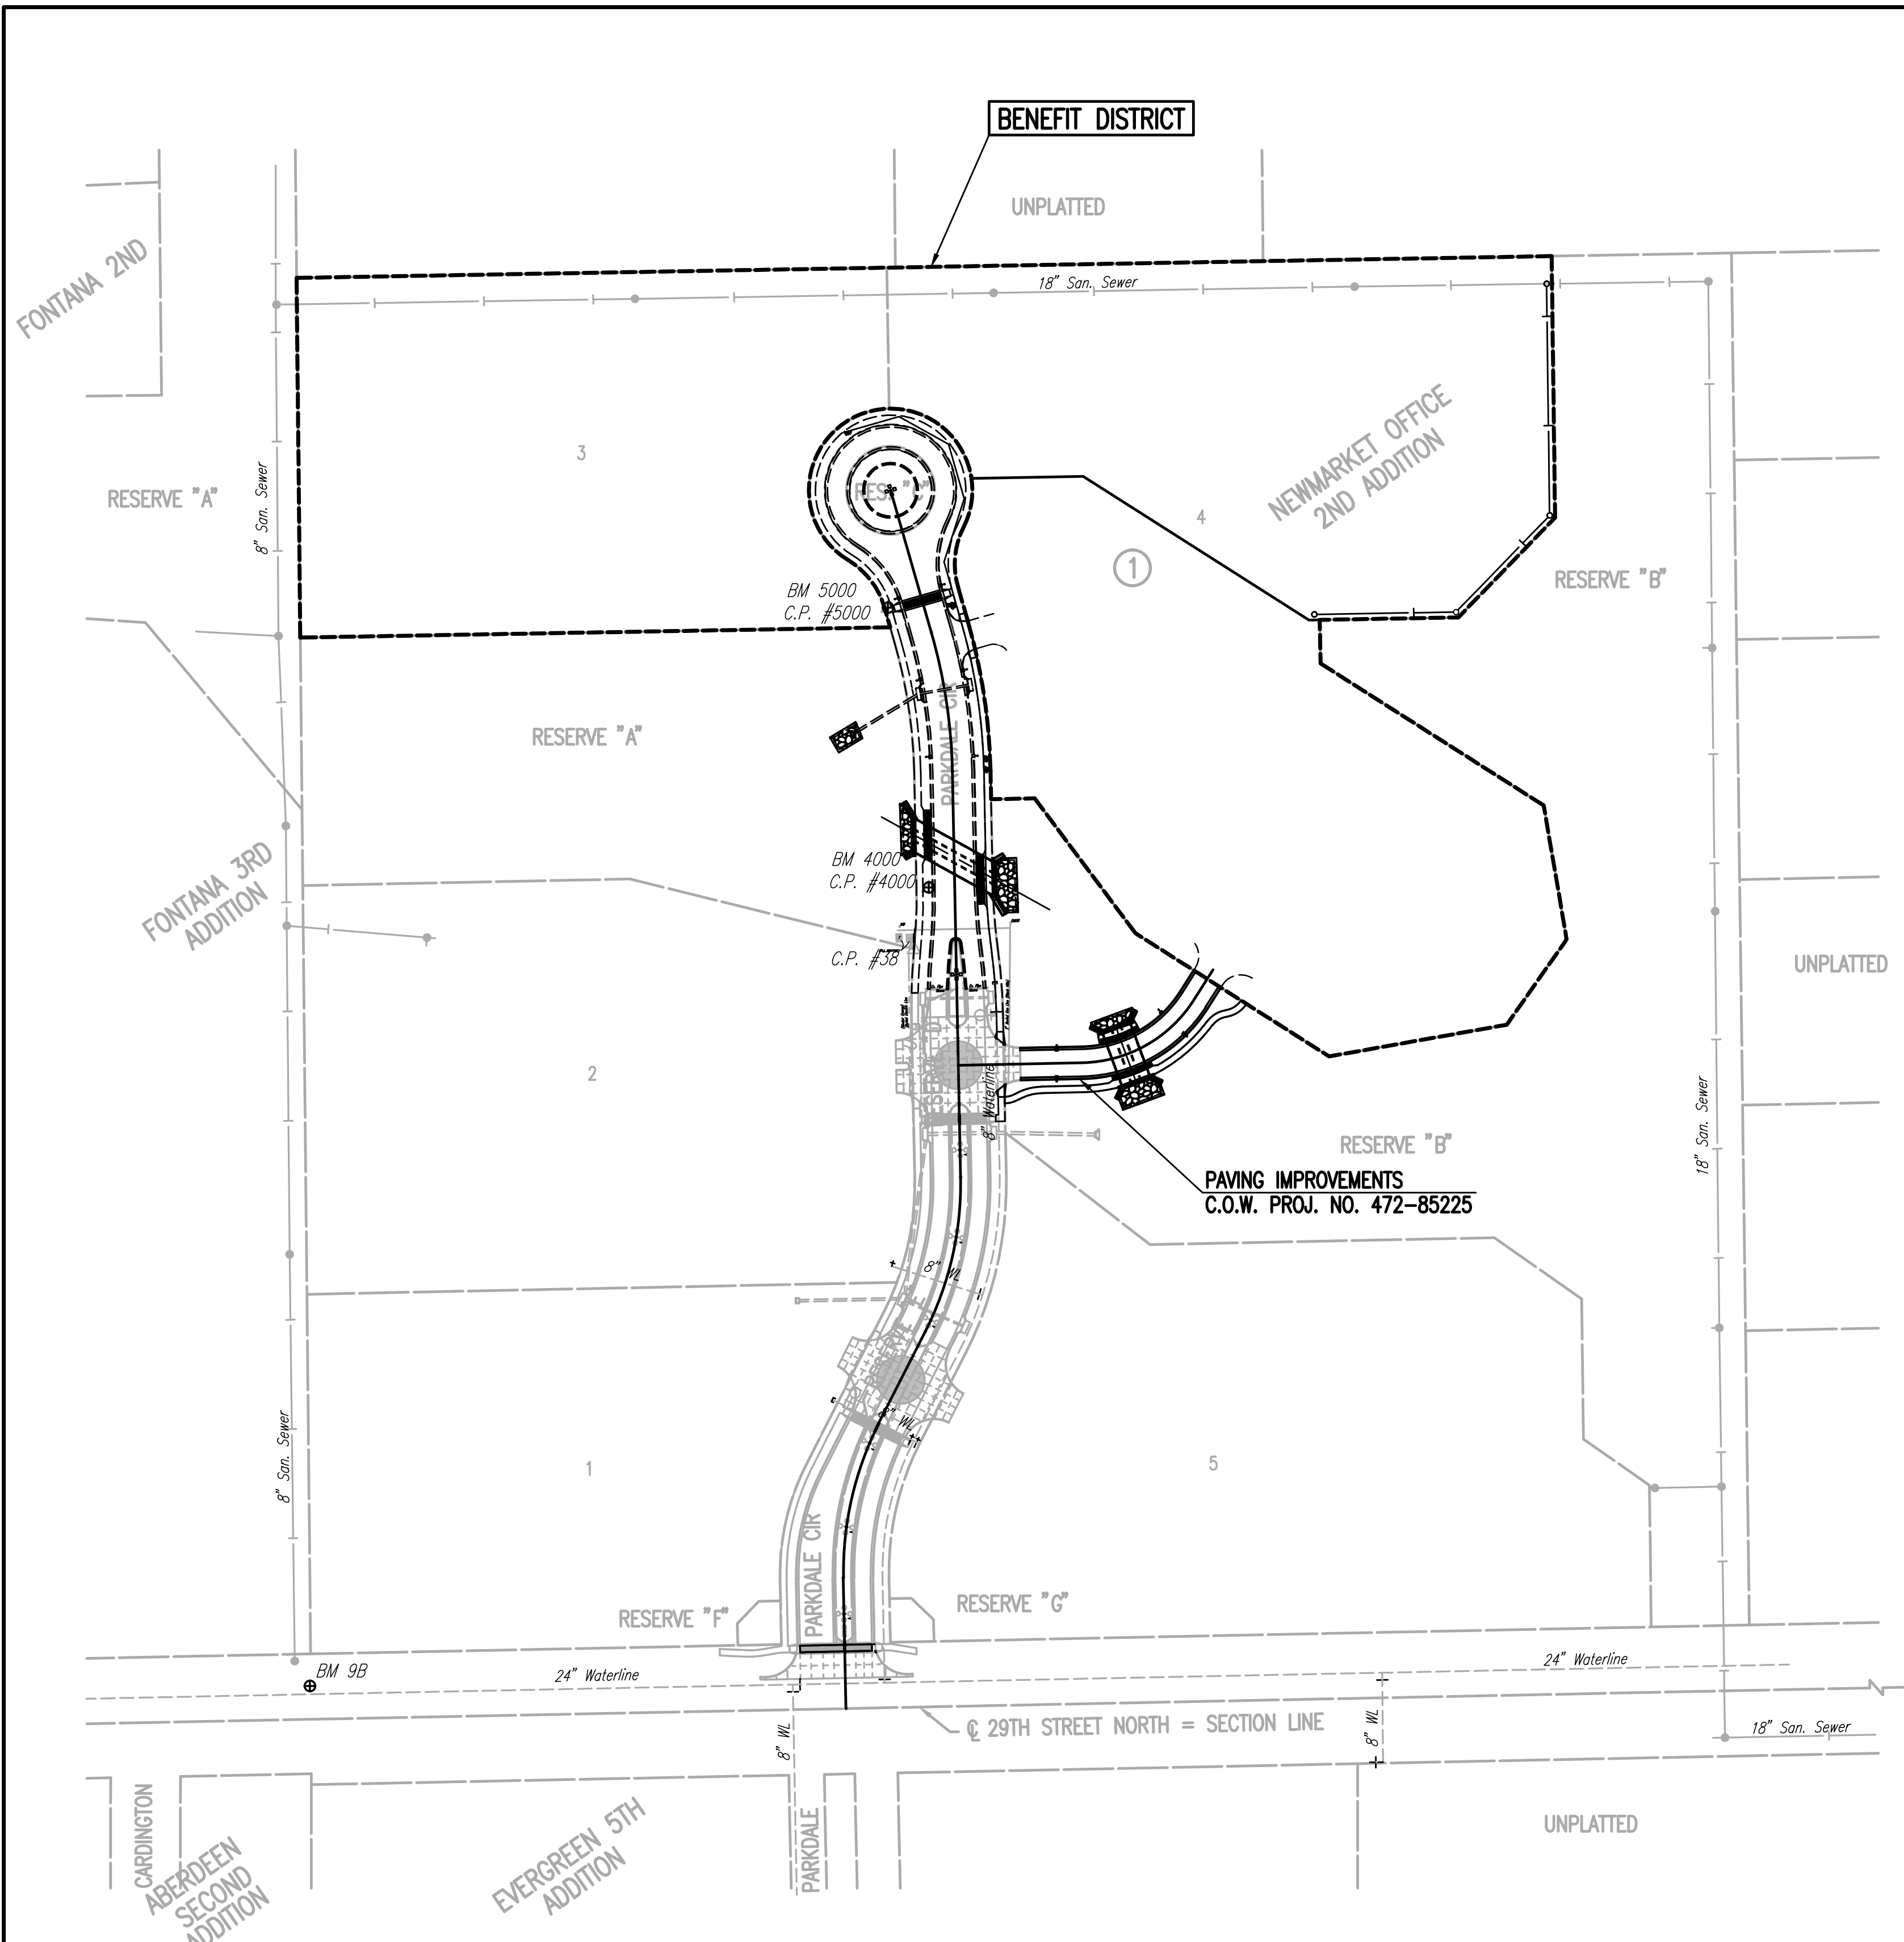 BENEFIT DISTRICT
UNPLATTED
FONTANA 2ND
18" San. Sewer
3
RESERVE "A"
8" San. Sewer
RES. "C"
4
NEWMARKET OFFICE
2ND ADDITION
1
RESERVE "B"
BM 5000
C.P. #5000
PARKDALE CIR
RESERVE "A"
BM 4000
C.P. #4000
FONTANA 3RD
ADDITION
C.P. #38
UNPLATTED
2
8" Waterline
18" San. Sewer
RESERVE "B"
PAVING IMPROVEMENTS
C.O.W. PROJ. NO. 472-85225
8" WL
8" WL
8" San. Sewer
1
5
PARKDALE CIR
RESERVE "F"
RESERVE "G"
BM 9B
24" Waterline
24" Waterline
8" WL
℄ 29TH STREET NORTH = SECTION LINE
8" WL
18" San. Sewer
CARDINGTON
ABERDEEN
SECOND
ADDITION
EVERGREEN 5TH
ADDITION
PARKDALE
UNPLATTED